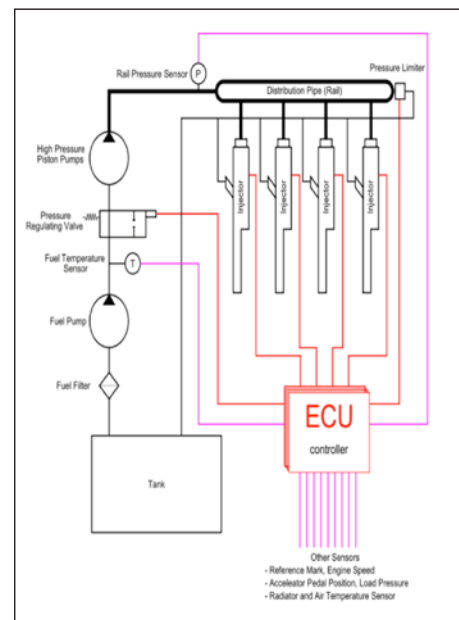 Rail Pressure Sensor
P
Pressure Limiter
Distribution Pipe (Rail)
High Pressure
Piston Pumps
Injector
Injector
Injector
Injector
Pressure
Regulating Valve
Fuel Temperature
Sensor
T
Fuel Pump
Fuel Filter
ECU
controller
Tank
Other Sensors
- Reference Mark, Engine Speed
- Accelerator Pedal Position, Load Pressure
- Radiator and Air Temperature Sensor